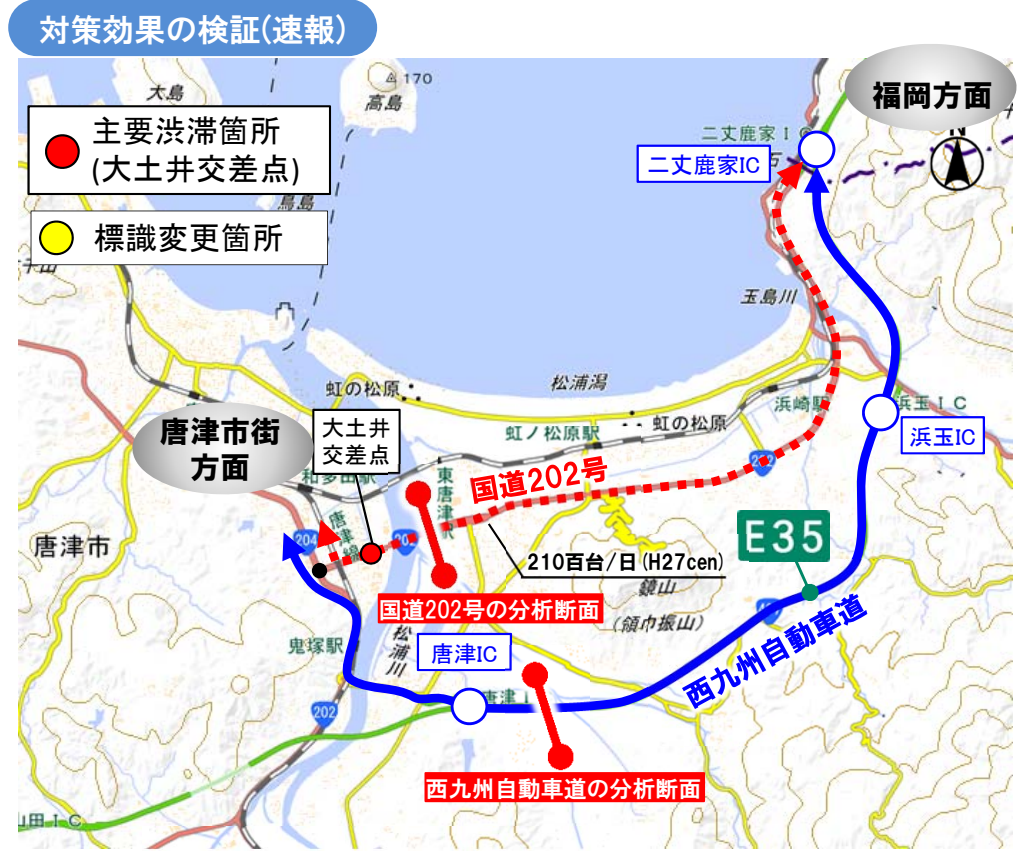 対策効果の検証(速報)
大島
170
高島
福岡方面
主要渋滞箇所
(大土井交差点)
二丈鹿家IC
N
鳥島
標識変更箇所
玉島川
虹の松原
松浦潟
浜崎駅
浜玉IC
唐津市街
方面
大土井
交差点
虹ノ松原駅
虹の松原
浜玉IC
和多田駅
東唐津駅
国道202号
202
唐津線
204
202
E35
唐津市
210百台/日(H27cen)
鏡山
(領巾振山)
国道202号の分析断面
鬼塚駅
松浦川
唐津IC
西九州自動車道
202
唐津I
西九州自動車道の分析断面
山田IC